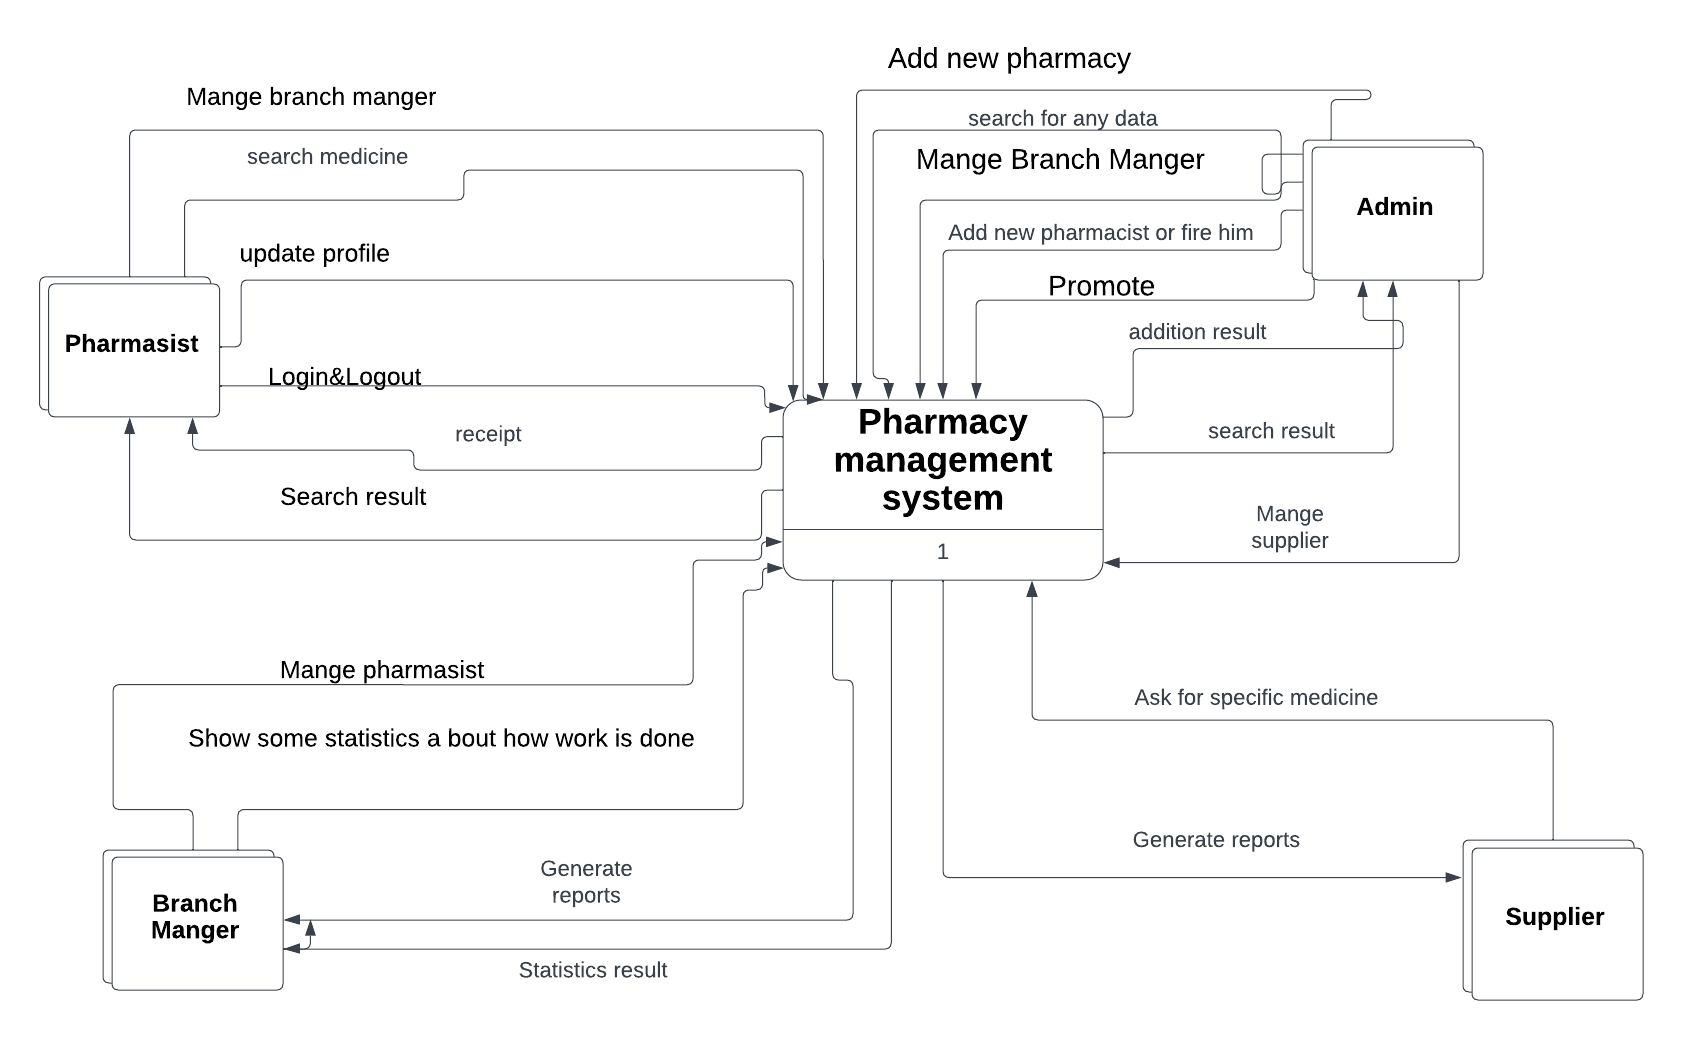 Add new pharmacy
Mange branch manger
search for any data
search medicine
Mange Branch Manger
Admin
Add new pharmacist or fire him
update profile
Promote
addition result
Pharmasist
Login&Logout
Pharmacy
management
system
1
receipt
search result
Search result
Mange
supplier
Mange pharmasist
Ask for specific medicine
Show some statistics a bout how work is done
Generate reports
Generate
reports
Branch
Manger
Supplier
Statistics result